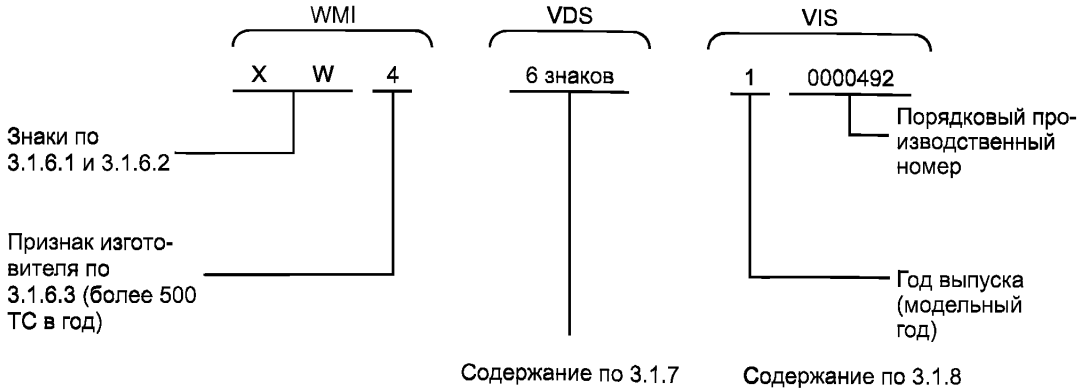 WMI VDS VIS
X W 4 6 знаков 1 0000492
Знаки по
3.1.6.1 и 3.1.6.2
Порядковый про-
изводственный
номер
Признак изгото-
вителя по
3.1.6.3 (более 500
ТС в год)
Год выпуска
(модельный
год)
Содержание по 3.1.7 Содержание по 3.1.8